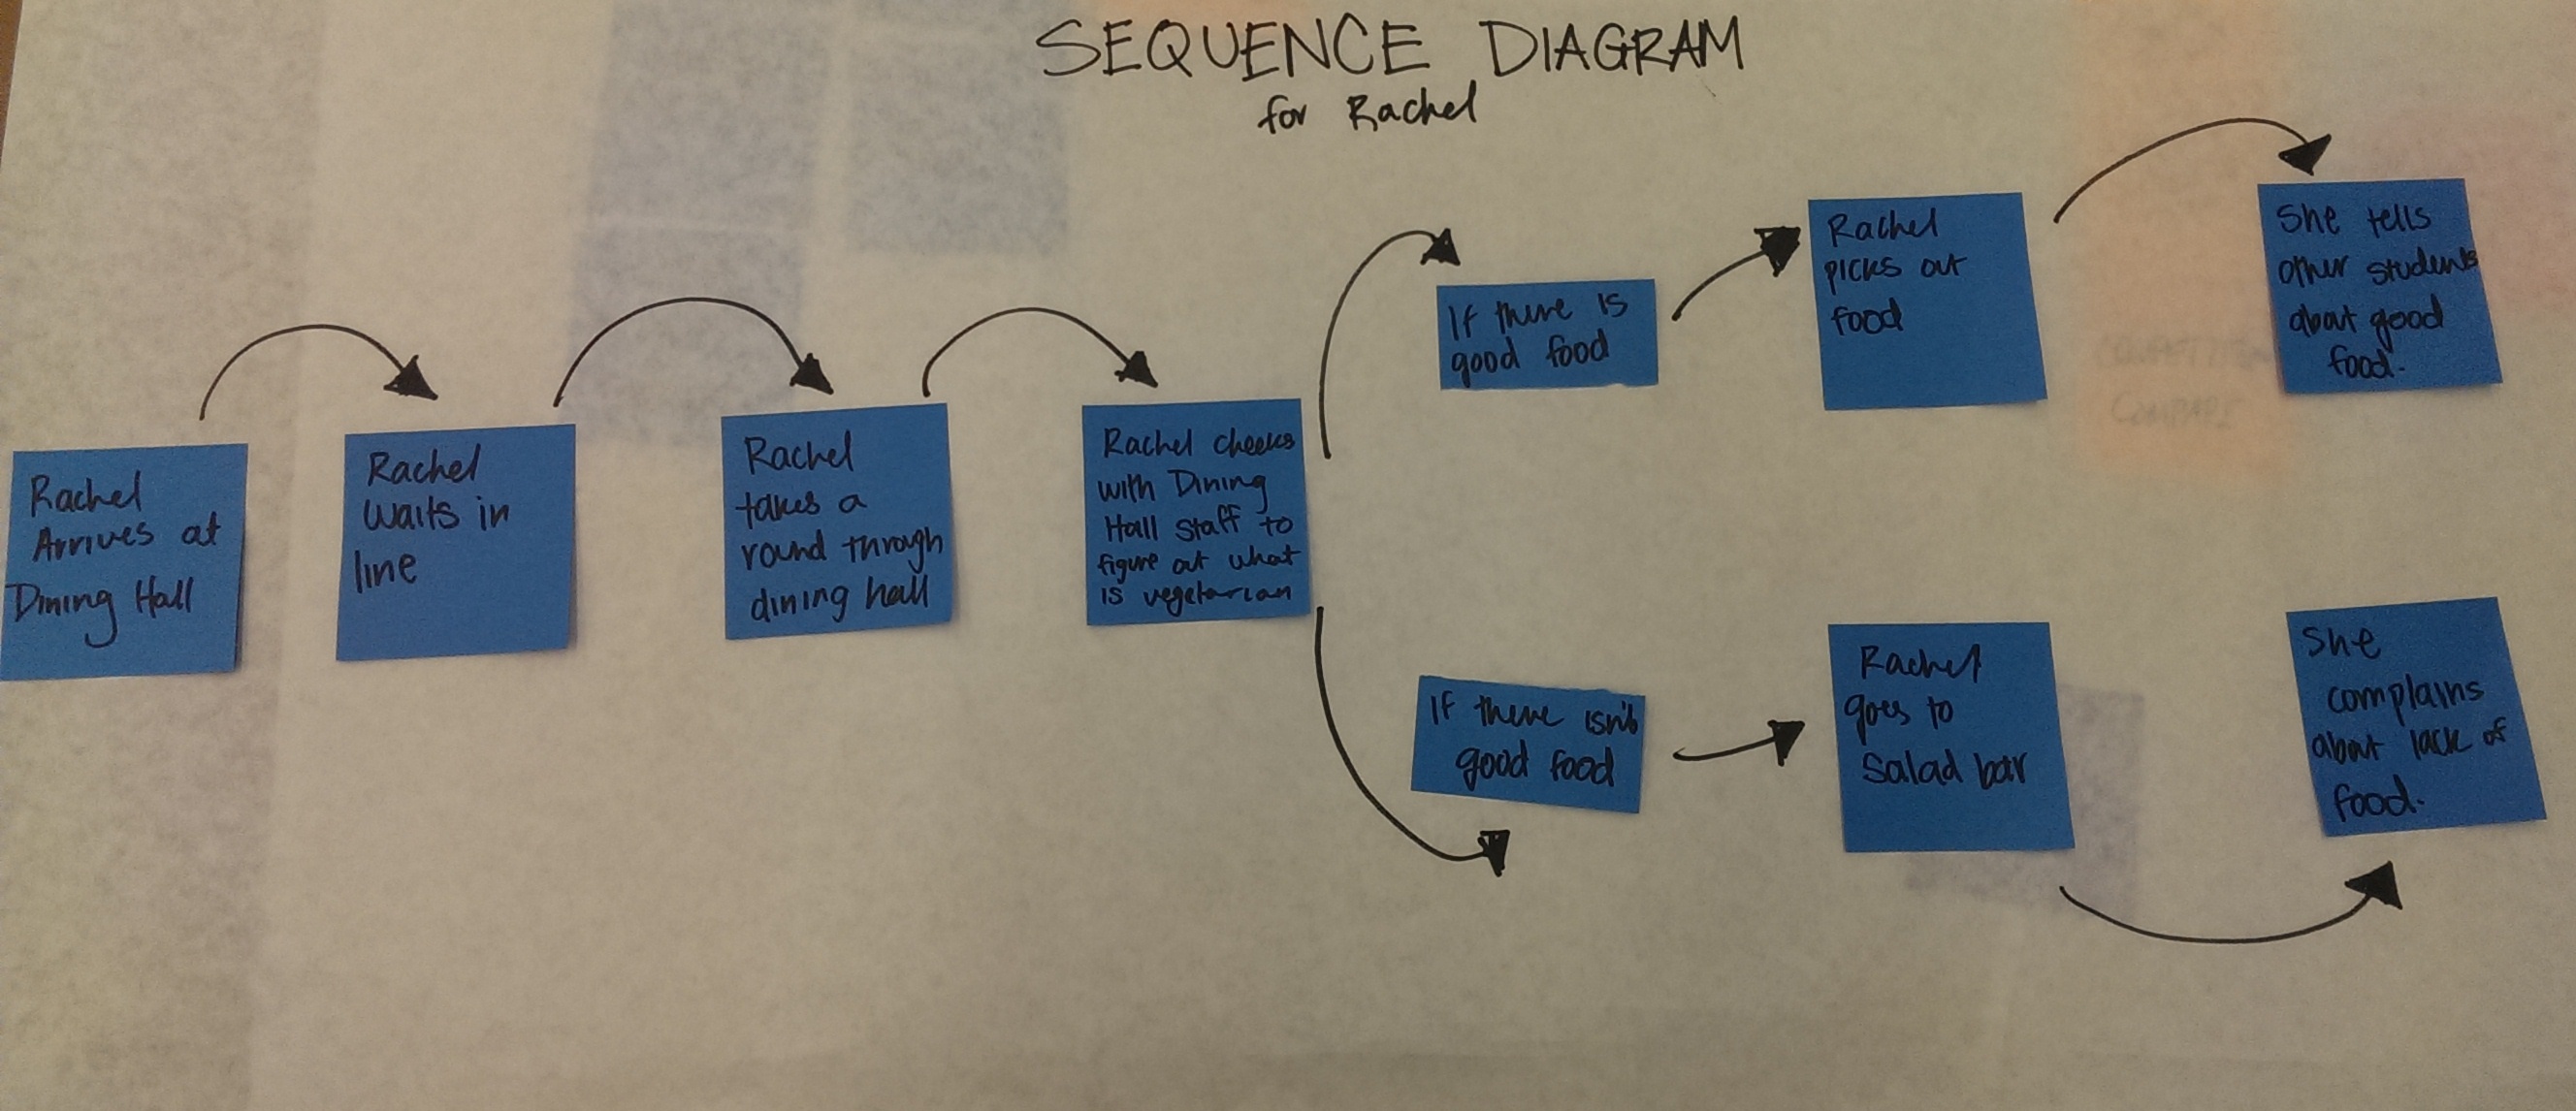 SEQUENCE DIAGRAM
for Rachel
Rachel
Arrives at
Dining Hall
Rachel
waits in
line
Rachel
takes a
round through
dining hall
Rachel checks
with Dining
Hall staff to
figure out what
is vegetarian
If there is
good food
Rachel
picks out
food
She tells
other students
about good
food.
If there isn't
good food
Rachel
goes to
salad bar
She
complains
about lack of
food.
COMPARE